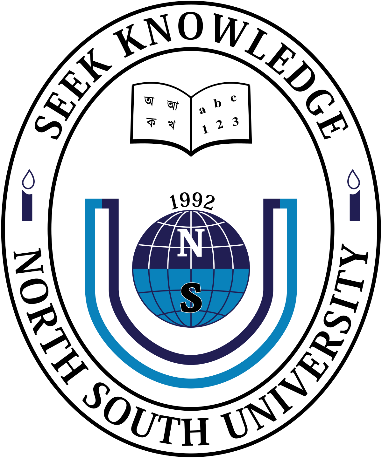 SEEK KNOWLEDGE
অ আ
ক খ
a b c
1 2 3
1992
N
S
NORTH SOUTH UNIVERSITY